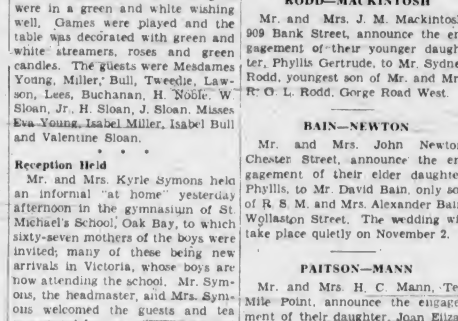 were in a green and white wishing
well. Games were played and the
table was decorated with green and
white streamers, roses and green
candles. The guests were Mesdames
Young, Miller, Bull, Tweedie, Law-
son, Lees, Buchanan, H. Noble, W
Sloan, Jr., H. Sloan, J. Sloan. Misses
Eva Young, Isabel Miller, Isabel Bull
and Valentine Sloan.
* * *
Reception Held
Mr. and Mrs. Kyrle Symons held
an informal "at home" yesterday
afternoon in the gymnasium of St.
Michael's School, Oak Bay, to which
sixty-seven mothers of the boys were
invited; many of these being new
arrivals in Victoria, whose boys are
now attending the school. Mr. Sym-
ons, the headmaster, and Mrs. Sym-
ons welcomed the guests and tea
RODD—MACKINTOSH
Mr. and Mrs. J. M. Mackintos
909 Bank Street, announce the en
gagement of their younger daugh
ter, Phyllis Gertrude, to Mr. Sydne
Rodd, youngest son of Mr. and Mr
R. O. L. Rodd, Gorge Road West.
BAIN—NEWTON
Mr. and Mrs. John Newto
Chester Street, announce the en
gagement of their elder daughte
Phyllis, to Mr. David Bain, only so
of R. S. M. and Mrs. Alexander Bai
Wollaston Street. The wedding wi
take place quietly on November 2.
PAITSON—MANN
Mr. and Mrs. H. C. Mann, Te
Mile Point, announce the engage
ment of their daughter, Joan Eliza